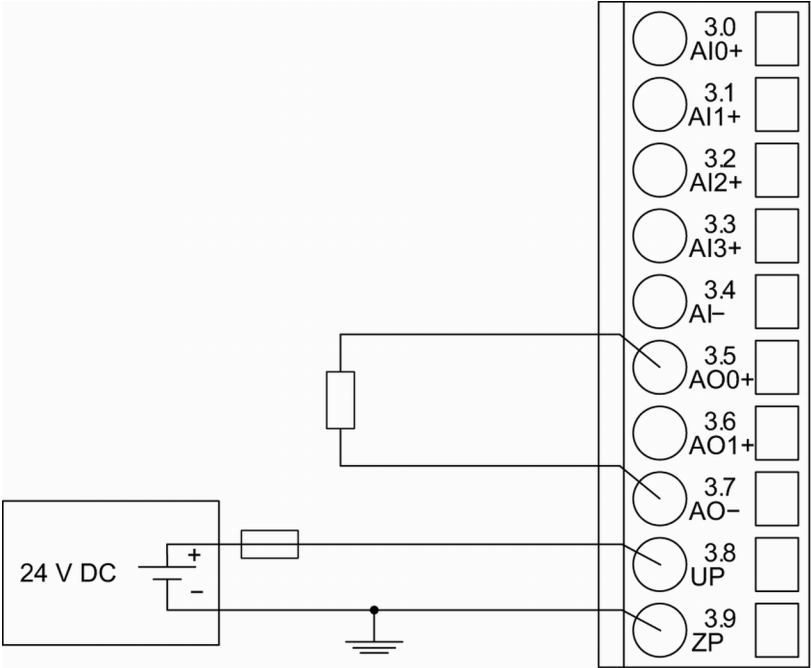 3.0
AI0+
3.1
AI1+
3.2
AI2+
3.3
AI3+
3.4
AI–
3.5
AO0+
3.6
AO1+
3.7
AO−
3.8
UP
3.9
ZP
+
24 V DC
−